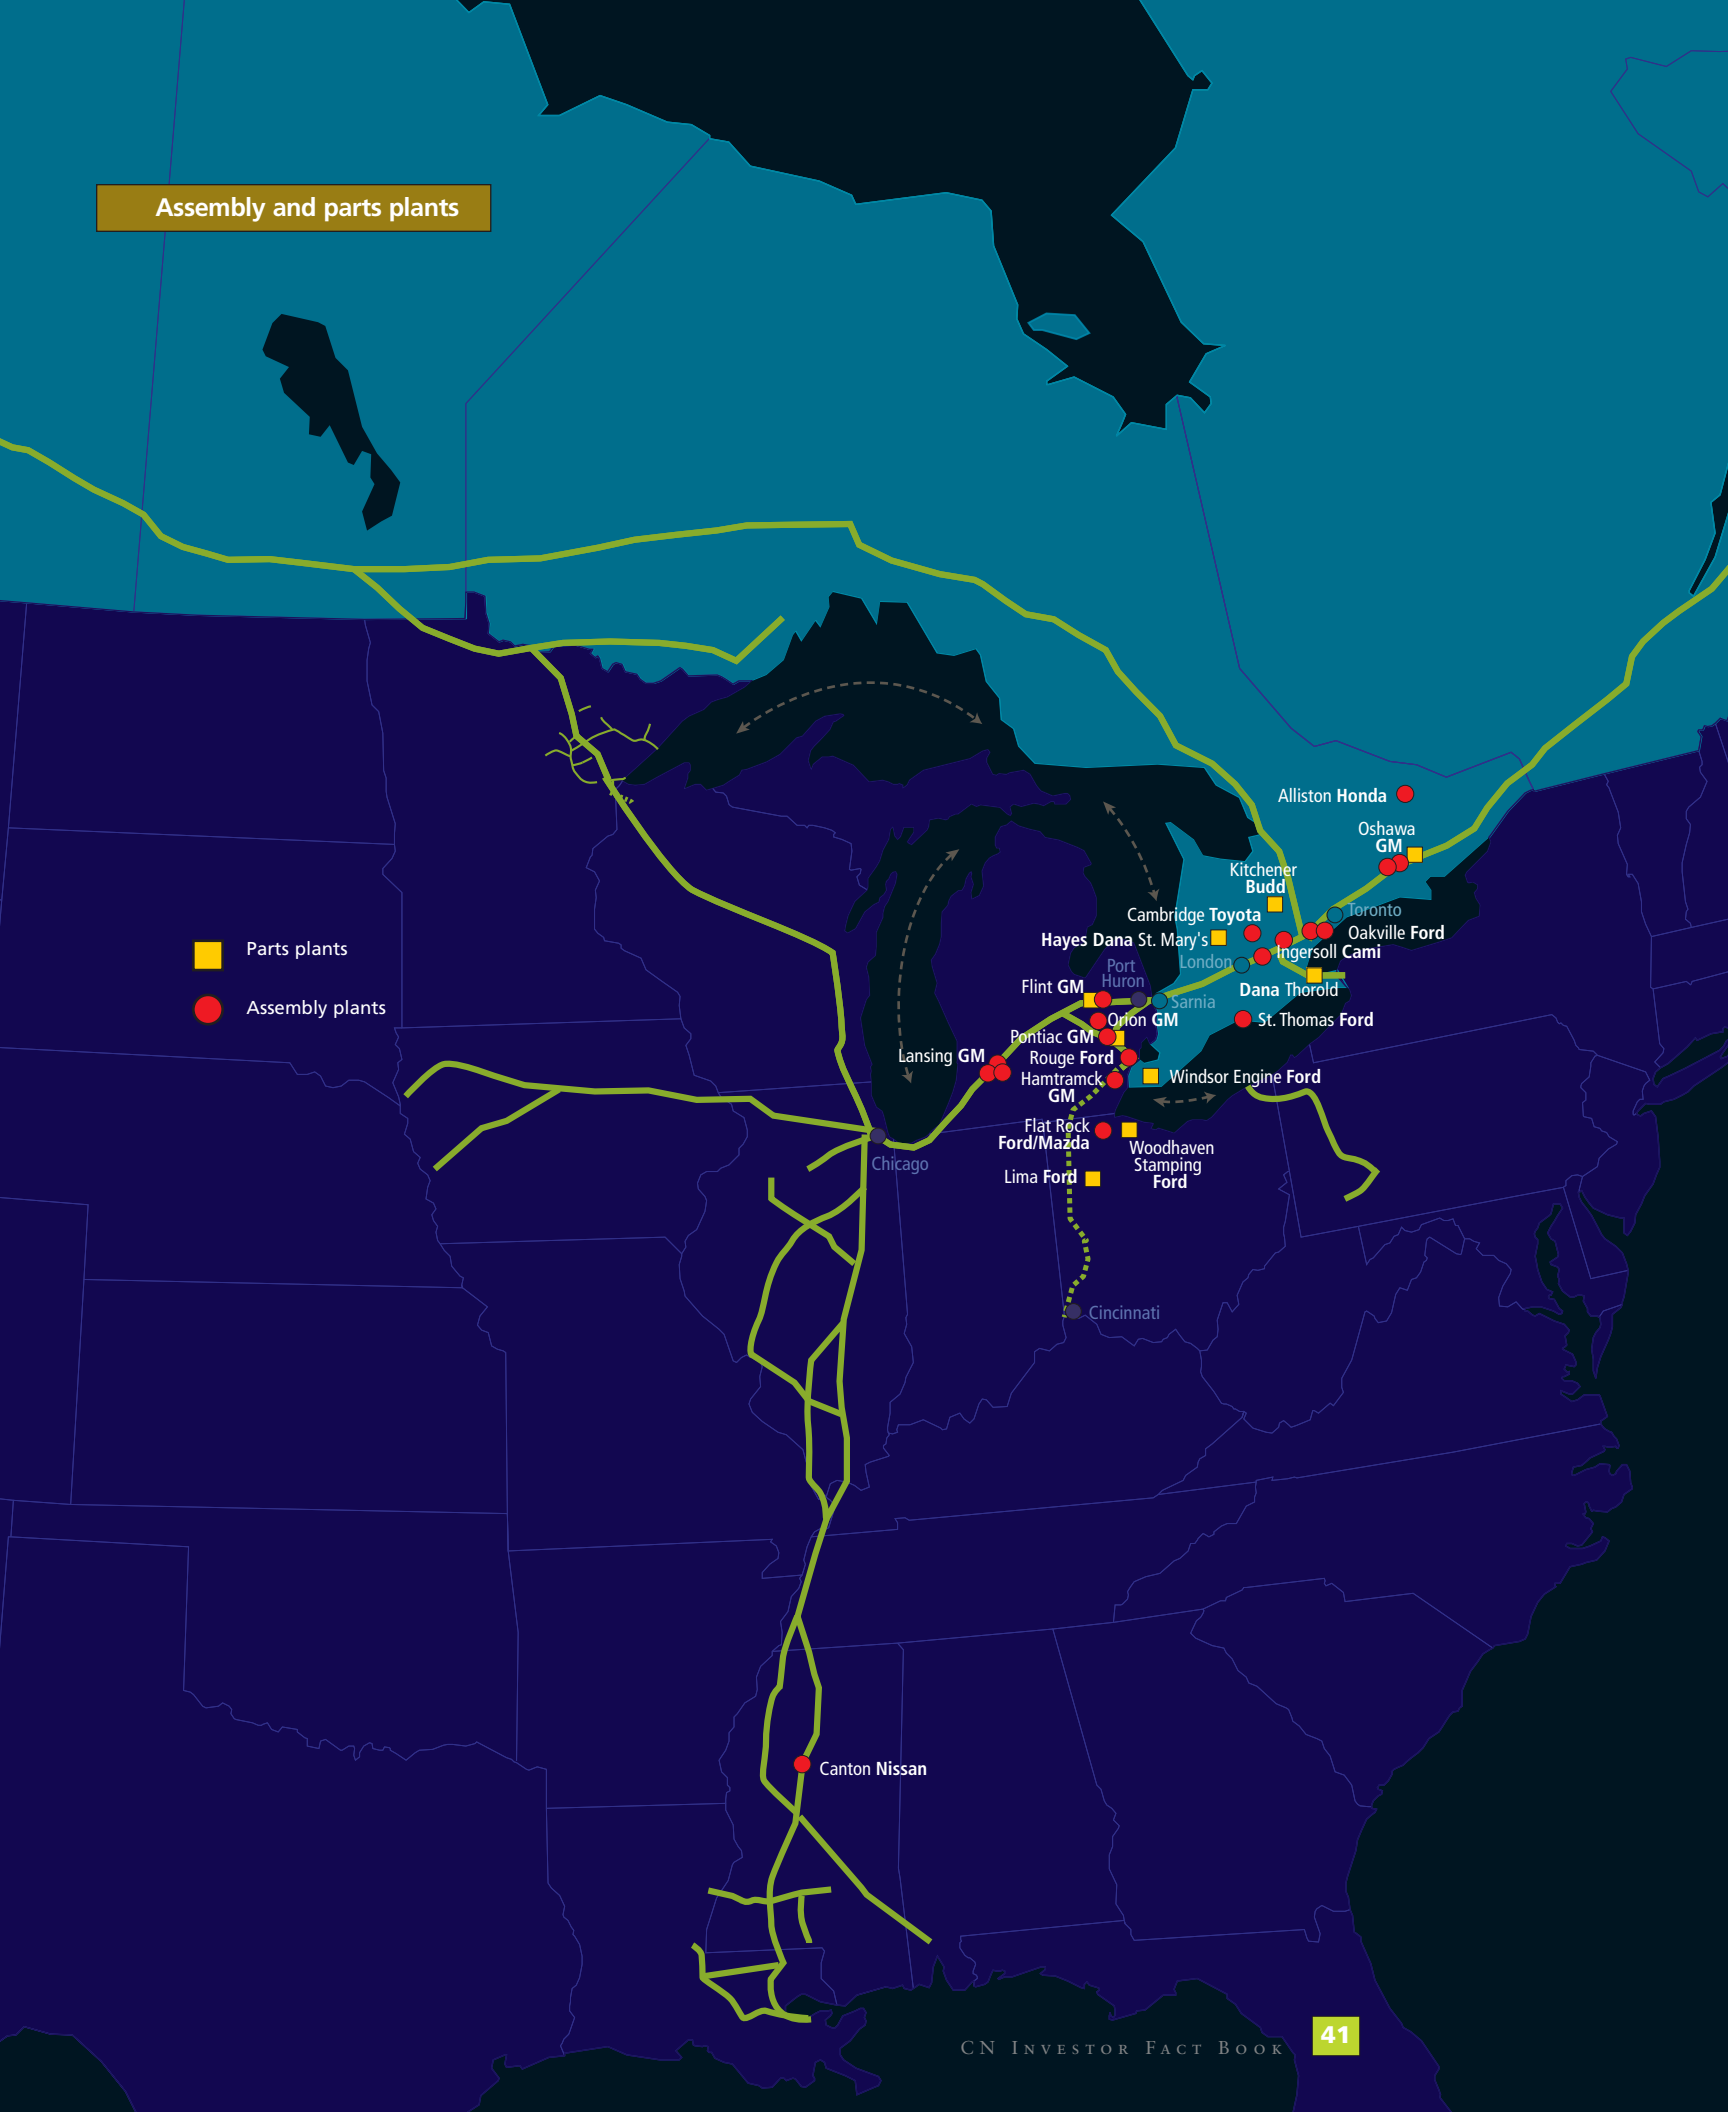 Assembly and parts plants
Parts plants
Assembly plants
Alliston Honda
Oshawa
GM
Kitchener
Budd
Cambridge Toyota
Toronto
Oakville Ford
Hayes Dana St. Mary's
Ingersoll Cami
London
Port
Huron
Flint GM
Dana Thorold
Sarnia
Orion GM
St. Thomas Ford
Pontiac GM
Lansing GM
Rouge Ford
Hamtramck
GM
Windsor Engine Ford
Flat Rock
Ford/Mazda
Woodhaven
Stamping
Ford
Chicago
Lima Ford
Cincinnati
Canton Nissan
CN Investor Fact Book
41